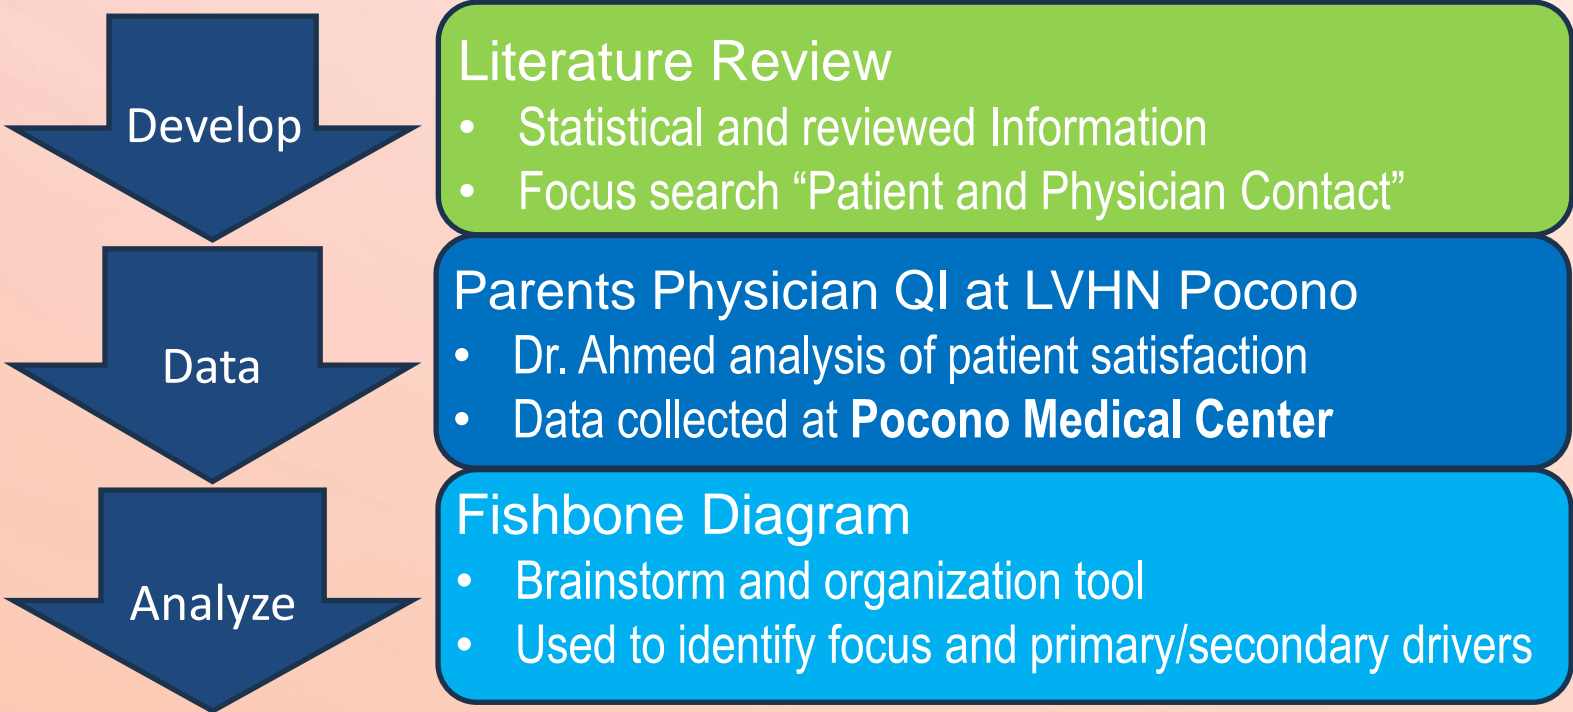 Develop
Literature Review
• Statistical and reviewed Information
• Focus search “Patient and Physician Contact”
Data
Parents Physician QI at LVHN Pocono
• Dr. Ahmed analysis of patient satisfaction
• Data collected at Pocono Medical Center
Analyze
Fishbone Diagram
• Brainstorm and organization tool
• Used to identify focus and primary/secondary drivers